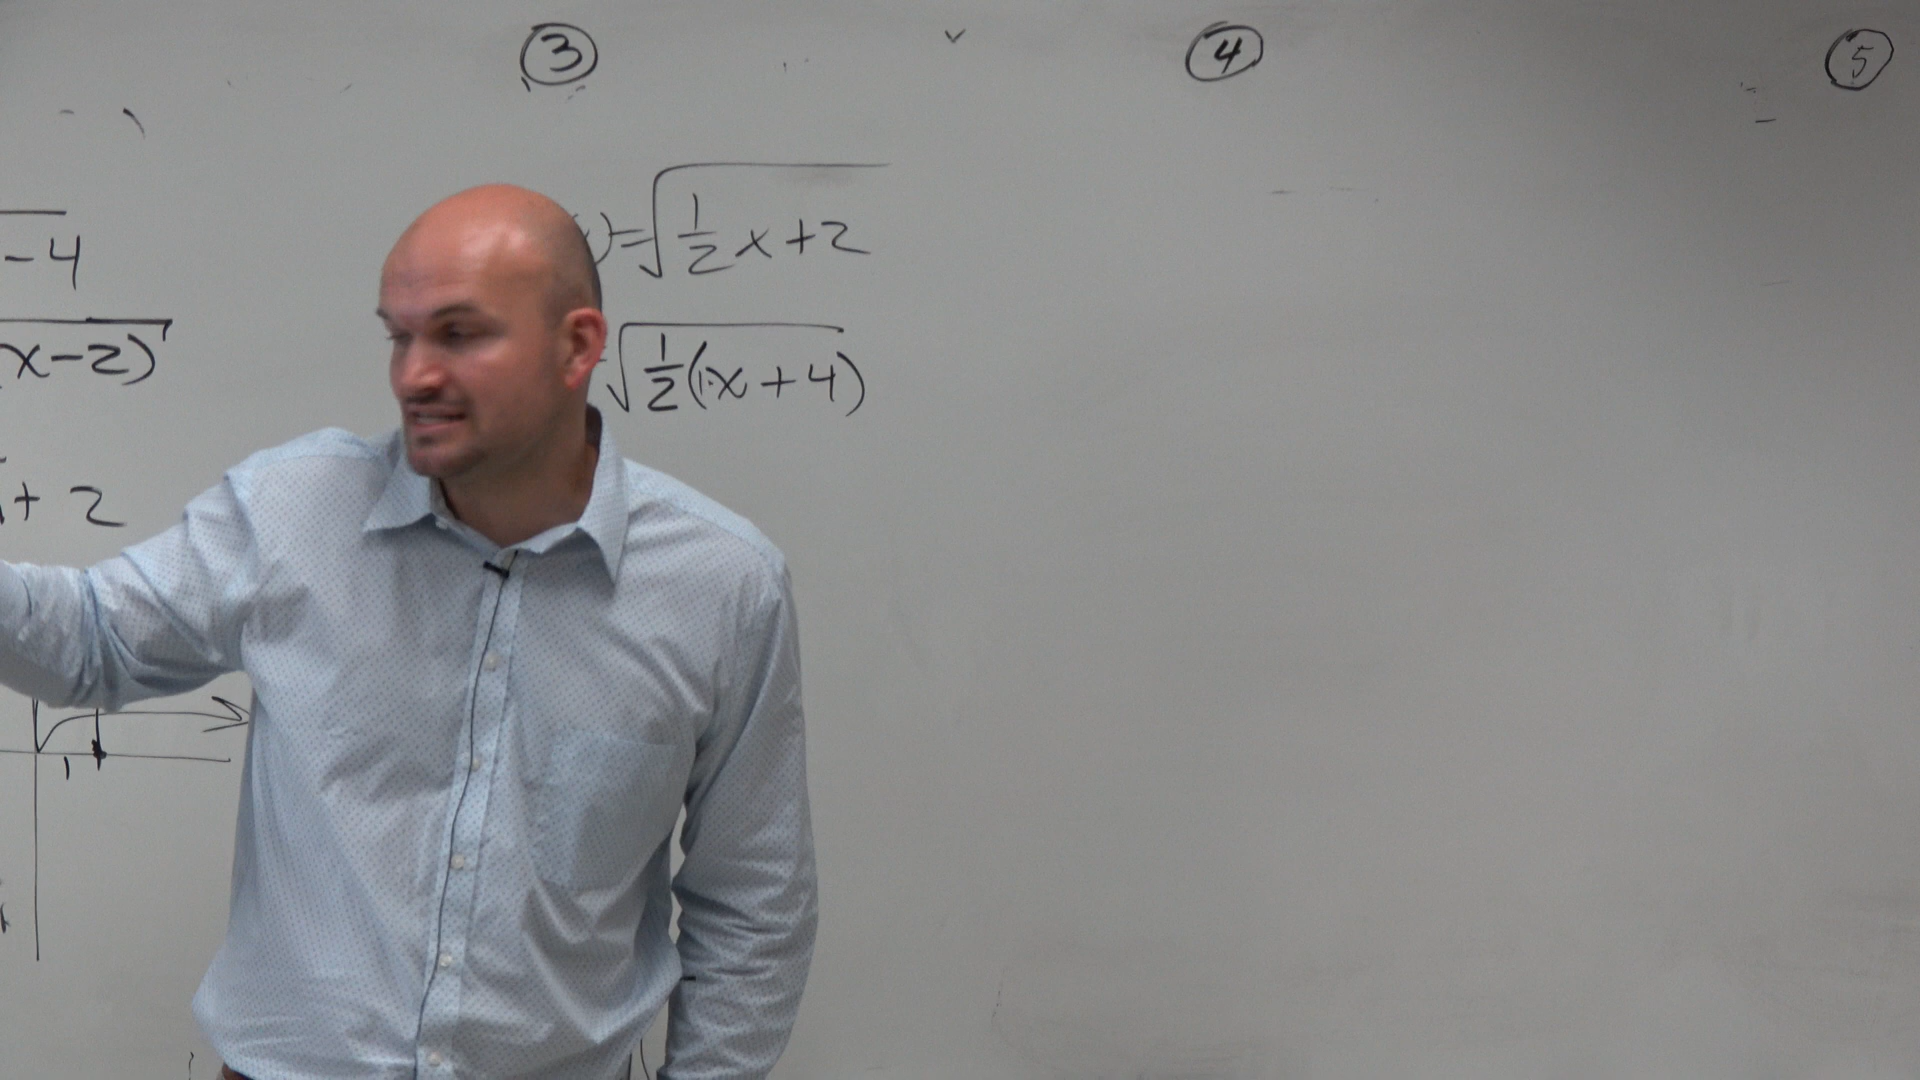 ③ ④ ⑤
-4
x-2)
+ 2
1
)=√(1/2 x+2)
√(1/2 (1·x+4))